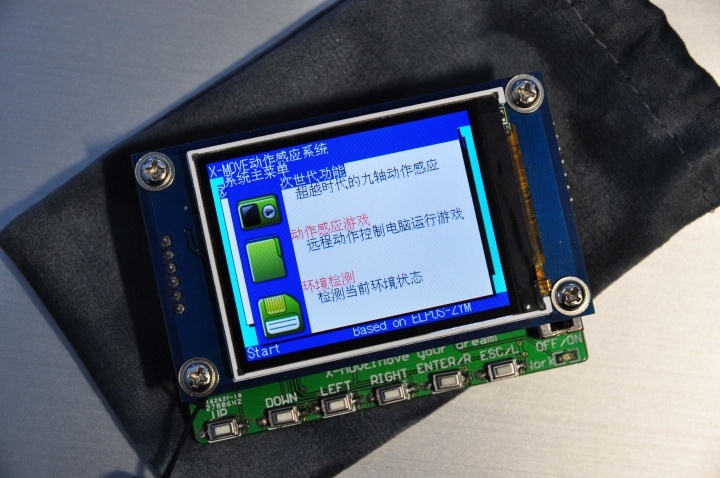 X-MOVE动作感应系统
系统主菜单
次世代功能
超越时代的九轴动作感应
动作感应游戏
远程动作控制电脑运行游戏
环境检测
检测当前环境状态
Based on ELPOS-ZYM
Start
X-MOVE:move your dream!
OFF/ON
UP
DOWN
LEFT
RIGHT
ENTER/R
ESC/L